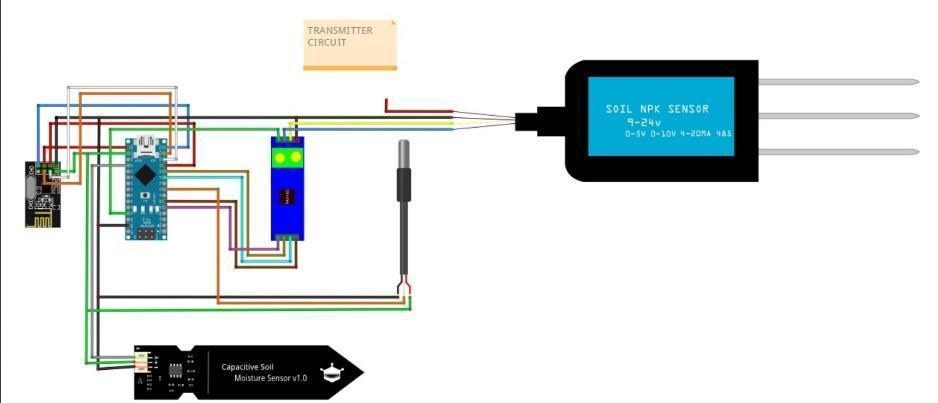 TRANSMITTER
CIRCUIT
SOIL NPK SENSOR
9-24v
0-5V 0-10V 4-20MA 485
Capacitive Soil
Moisture Sensor v1.0